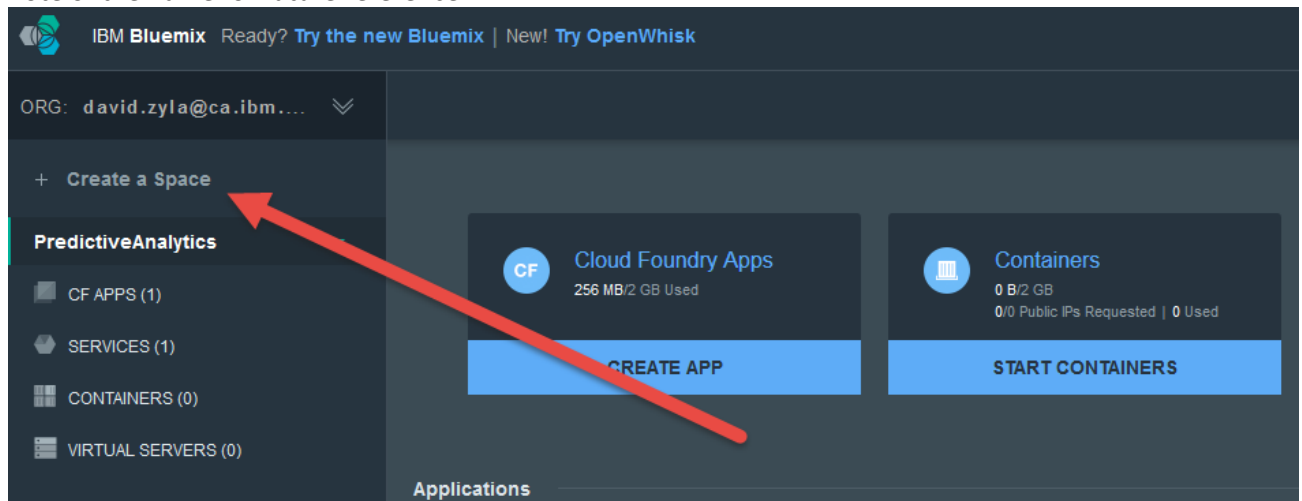 IBM Bluemix Ready? Try the new Bluemix | New! Try OpenWhisk
ORG: david.zyla@ca.ibm....
+ Create a Space
PredictiveAnalytics
CF APPS (1)
SERVICES (1)
CONTAINERS (0)
VIRTUAL SERVERS (0)
CF
Cloud Foundry Apps
256 MB/2 GB Used
CREATE APP
Containers
0 B/2 GB
0/0 Public IPs Requested | 0 Used
START CONTAINERS
Applications